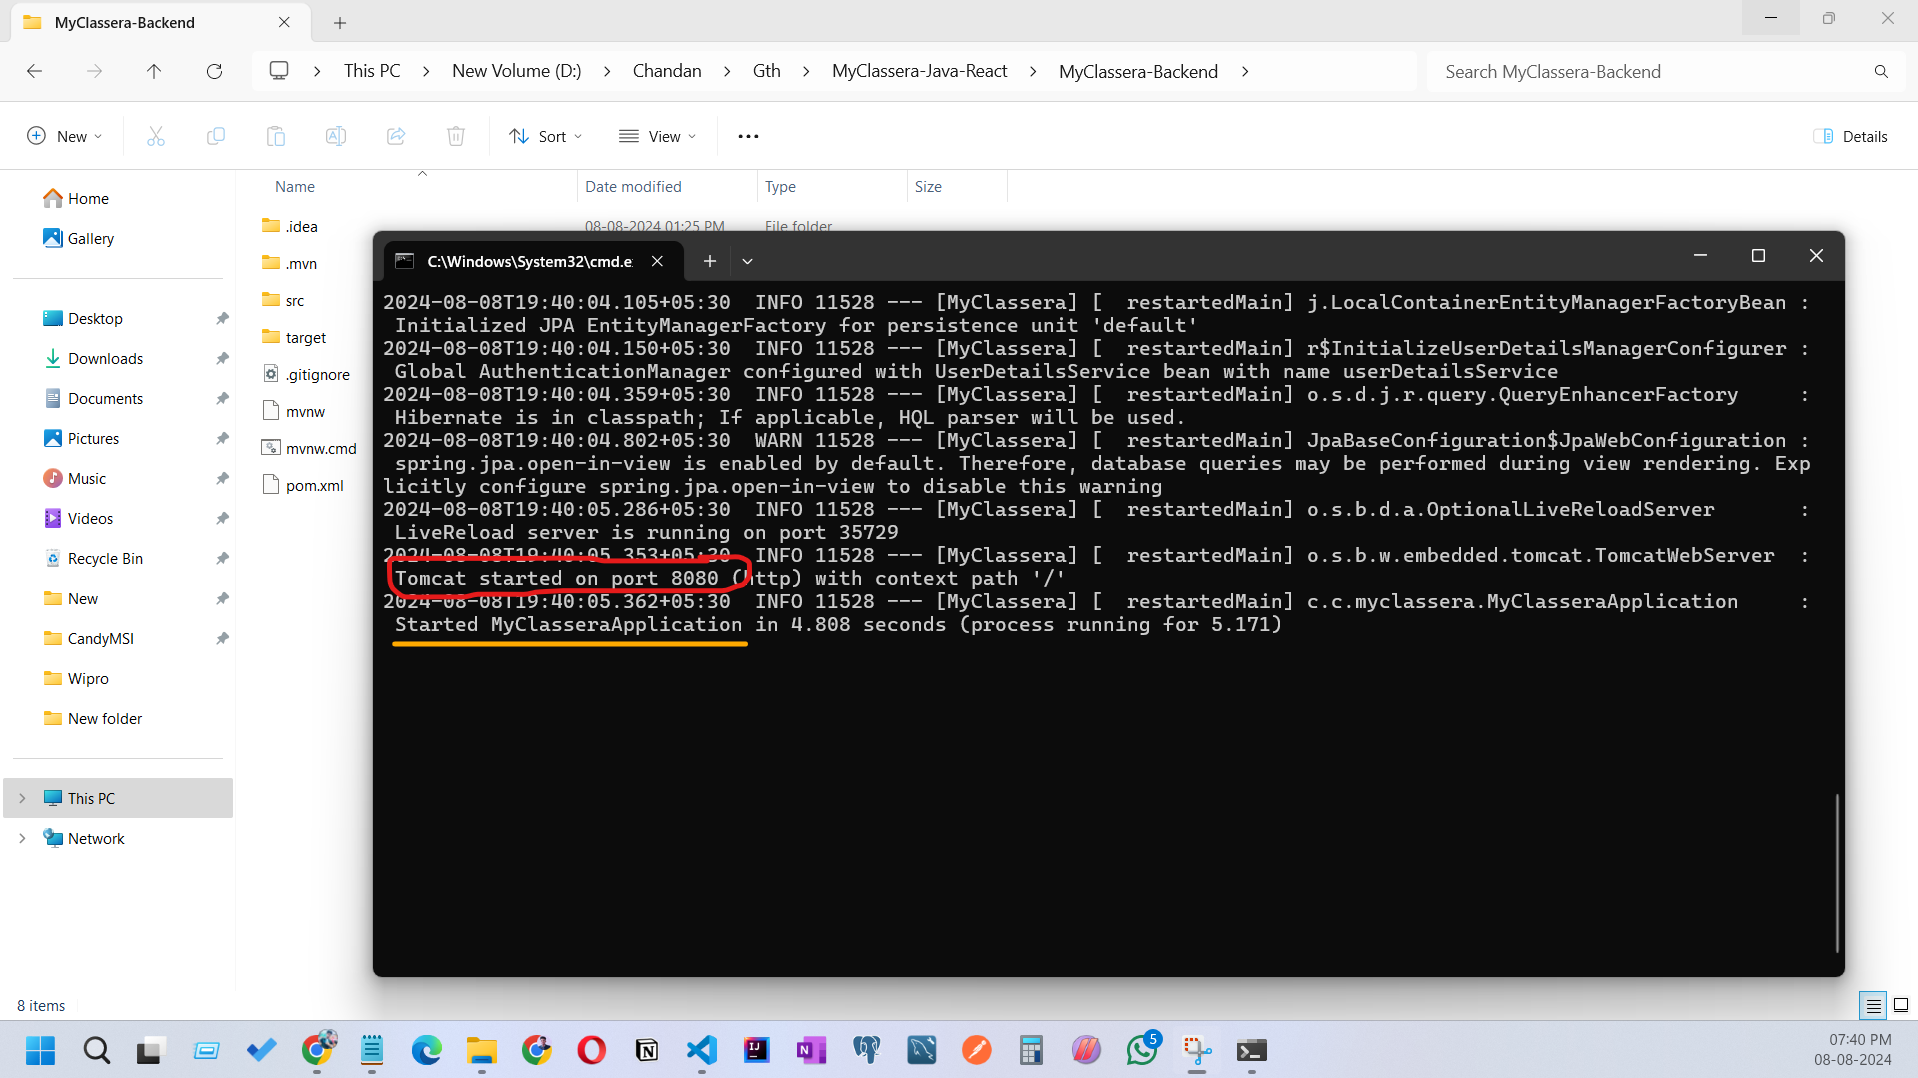 MyClassera-Backend
This PC > New Volume (D:) > Chandan > Gth > MyClassera-Java-React > MyClassera-Backend >
Search MyClassera-Backend
New
Sort
View
Details
Name
Date modified
Type
Size
Home
Gallery
Desktop
Downloads
Documents
Pictures
Music
Videos
Recycle Bin
New
CandyMSI
Wipro
New folder
This PC
Network
.idea
08-08-2024 01:25 PM
File folder
.mvn
src
target
.gitignore
mvnw
mvnw.cmd
pom.xml
C:\Windows\System32\cmd.e
2024-08-08T19:40:04.105+05:30  INFO 11528 --- [MyClassera] [  restartedMain] j.LocalContainerEntityManagerFactoryBean :
Initialized JPA EntityManagerFactory for persistence unit 'default'
2024-08-08T19:40:04.150+05:30  INFO 11528 --- [MyClassera] [  restartedMain] r$InitializeUserDetailsManagerConfigurer :
Global AuthenticationManager configured with UserDetailsService bean with name userDetailsService
2024-08-08T19:40:04.359+05:30  INFO 11528 --- [MyClassera] [  restartedMain] o.s.d.j.r.query.QueryEnhancerFactory     :
Hibernate is in classpath; If applicable, HQL parser will be used.
2024-08-08T19:40:04.802+05:30  WARN 11528 --- [MyClassera] [  restartedMain] JpaBaseConfiguration$JpaWebConfiguration :
spring.jpa.open-in-view is enabled by default. Therefore, database queries may be performed during view rendering. Exp
licitly configure spring.jpa.open-in-view to disable this warning
2024-08-08T19:40:05.286+05:30  INFO 11528 --- [MyClassera] [  restartedMain] o.s.b.d.a.OptionalLiveReloadServer       :
LiveReload server is running on port 35729
2024-08-08T19:40:05.353+05:30  INFO 11528 --- [MyClassera] [  restartedMain] o.s.b.w.embedded.tomcat.TomcatWebServer  :
Tomcat started on port 8080 (http) with context path '/'
2024-08-08T19:40:05.362+05:30  INFO 11528 --- [MyClassera] [  restartedMain] c.c.myclassera.MyClasseraApplication     :
Started MyClasseraApplication in 4.808 seconds (process running for 5.171)
8 items
5
07:40 PM
08-08-2024